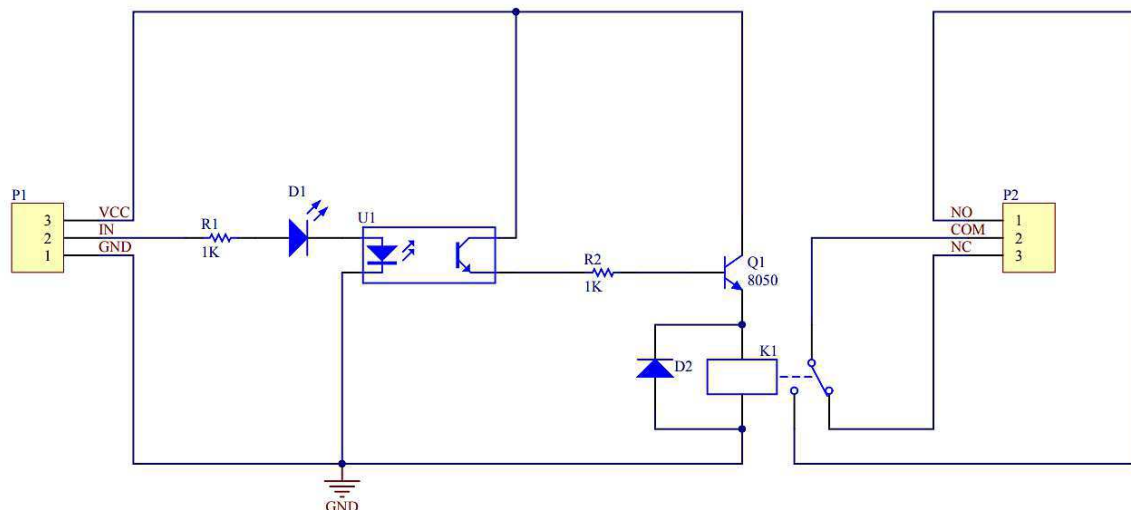 P1
3 VCC
2 IN
1 GND
R1
1K
D1
U1
R2
1K
Q1
8050
D2
K1
GND
P2
NO 1
COM 2
NC 3